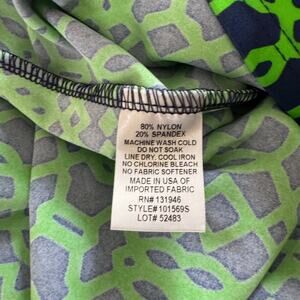 80% NYLON
20% SPANDEX
MACHINE WASH COLD
DO NOT SOAK
LINE DRY, COOL IRON
NO CHLORINE BLEACH
NO FABRIC SOFTENER
MADE IN USA OF
IMPORTED FABRIC
RN# 131946
STYLE# 101569S
LOT# 52483